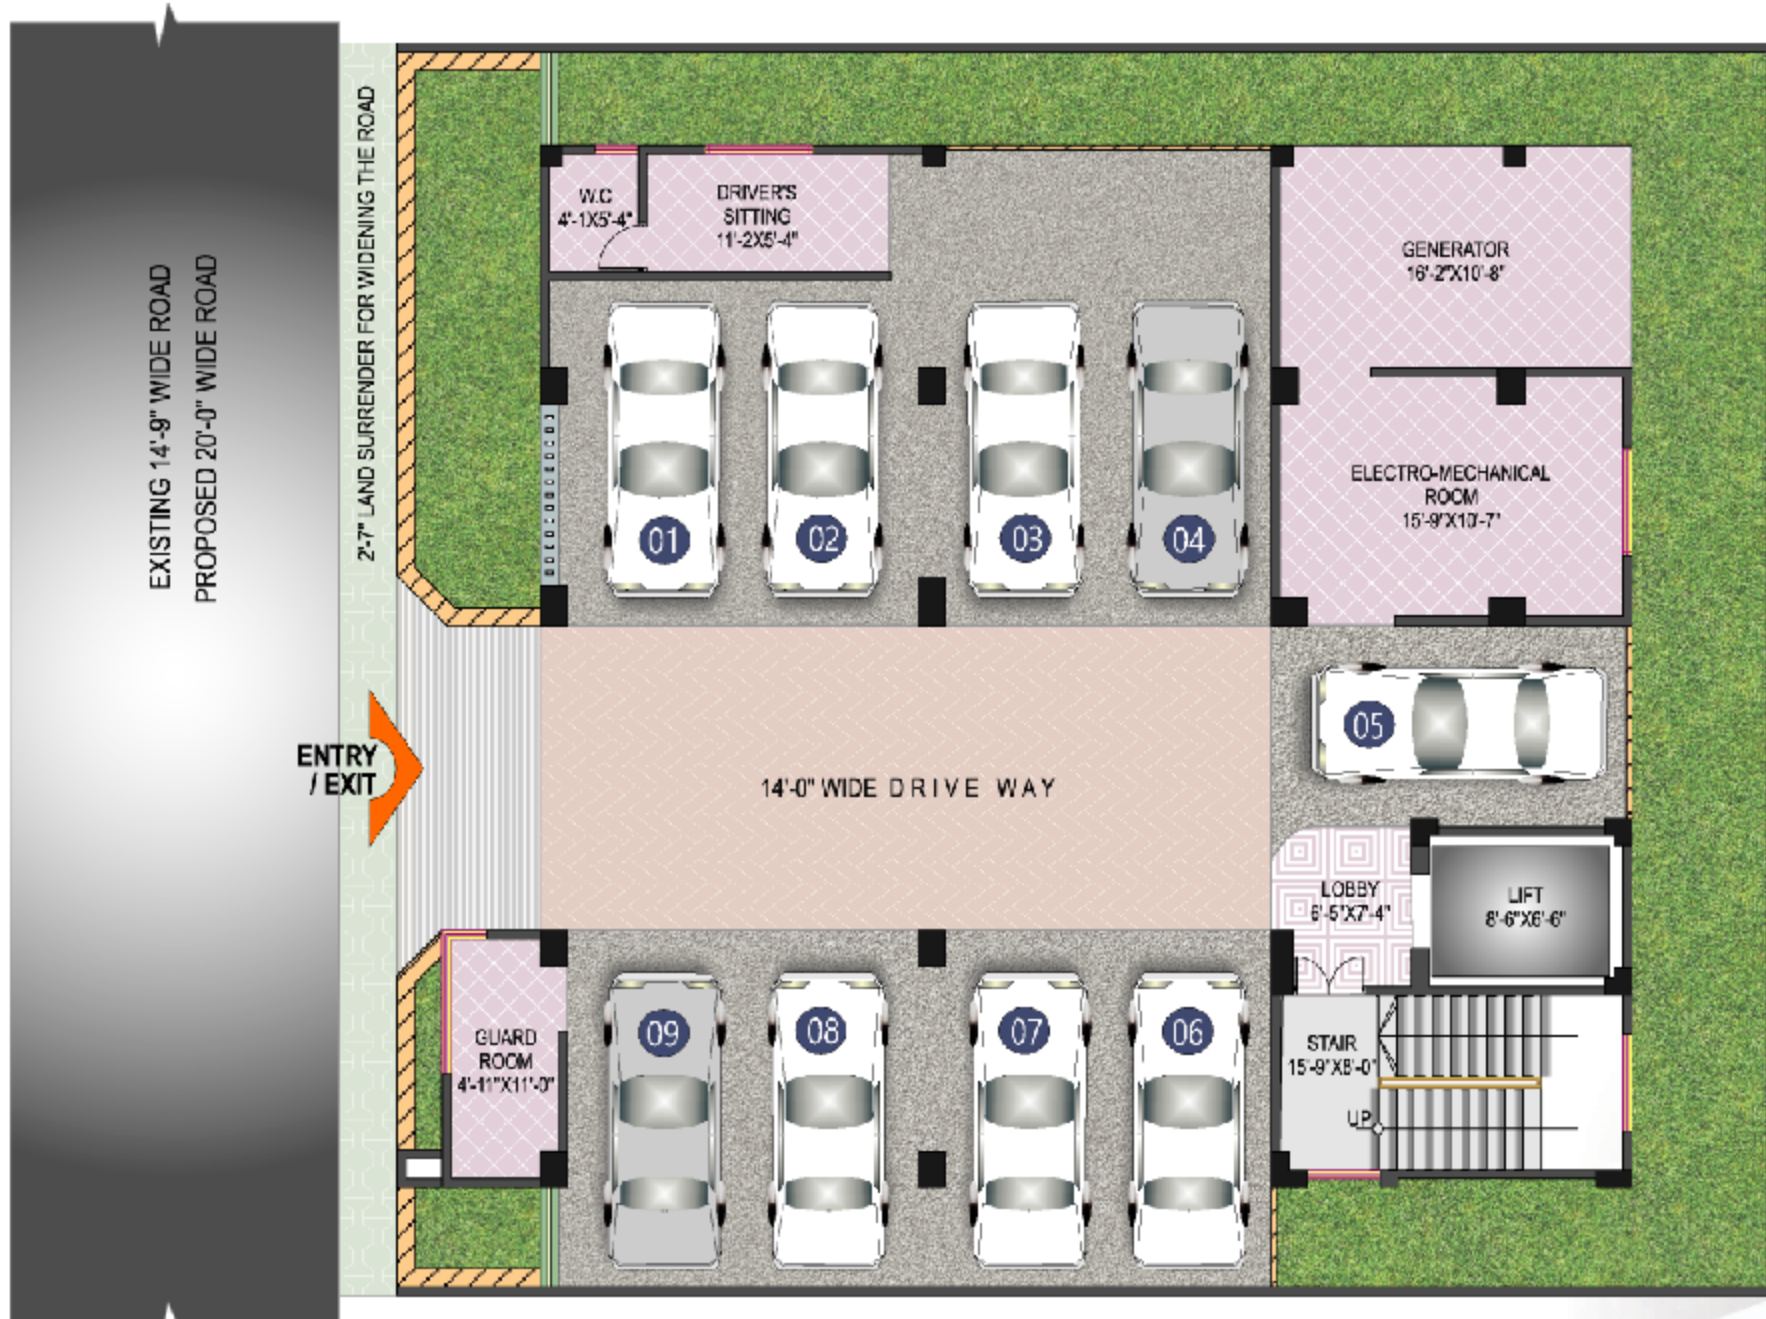 EXISTING 14'-9" WIDE ROAD
PROPOSED 20'-0" WIDE ROAD
2-7" LAND SURRENDER FOR WIDENING THE ROAD
W.C
4'-1X5'-4"
DRIVER'S
SITTING
11'-2X5'-4"
GENERATOR
16'-2"X10'-8"
ELECTRO-MECHANICAL
ROOM
15'-9"X10'-7"
01
02
03
04
05
ENTRY
/ EXIT
14'-0" WIDE DRIVE WAY
LOBBY
6'-5"X7'-4"
LIFT
8'-6"X6'-6"
GUARD
ROOM
4'-11"X11'-0"
09
08
07
06
STAIR
15'-9"X8'-0"
UP